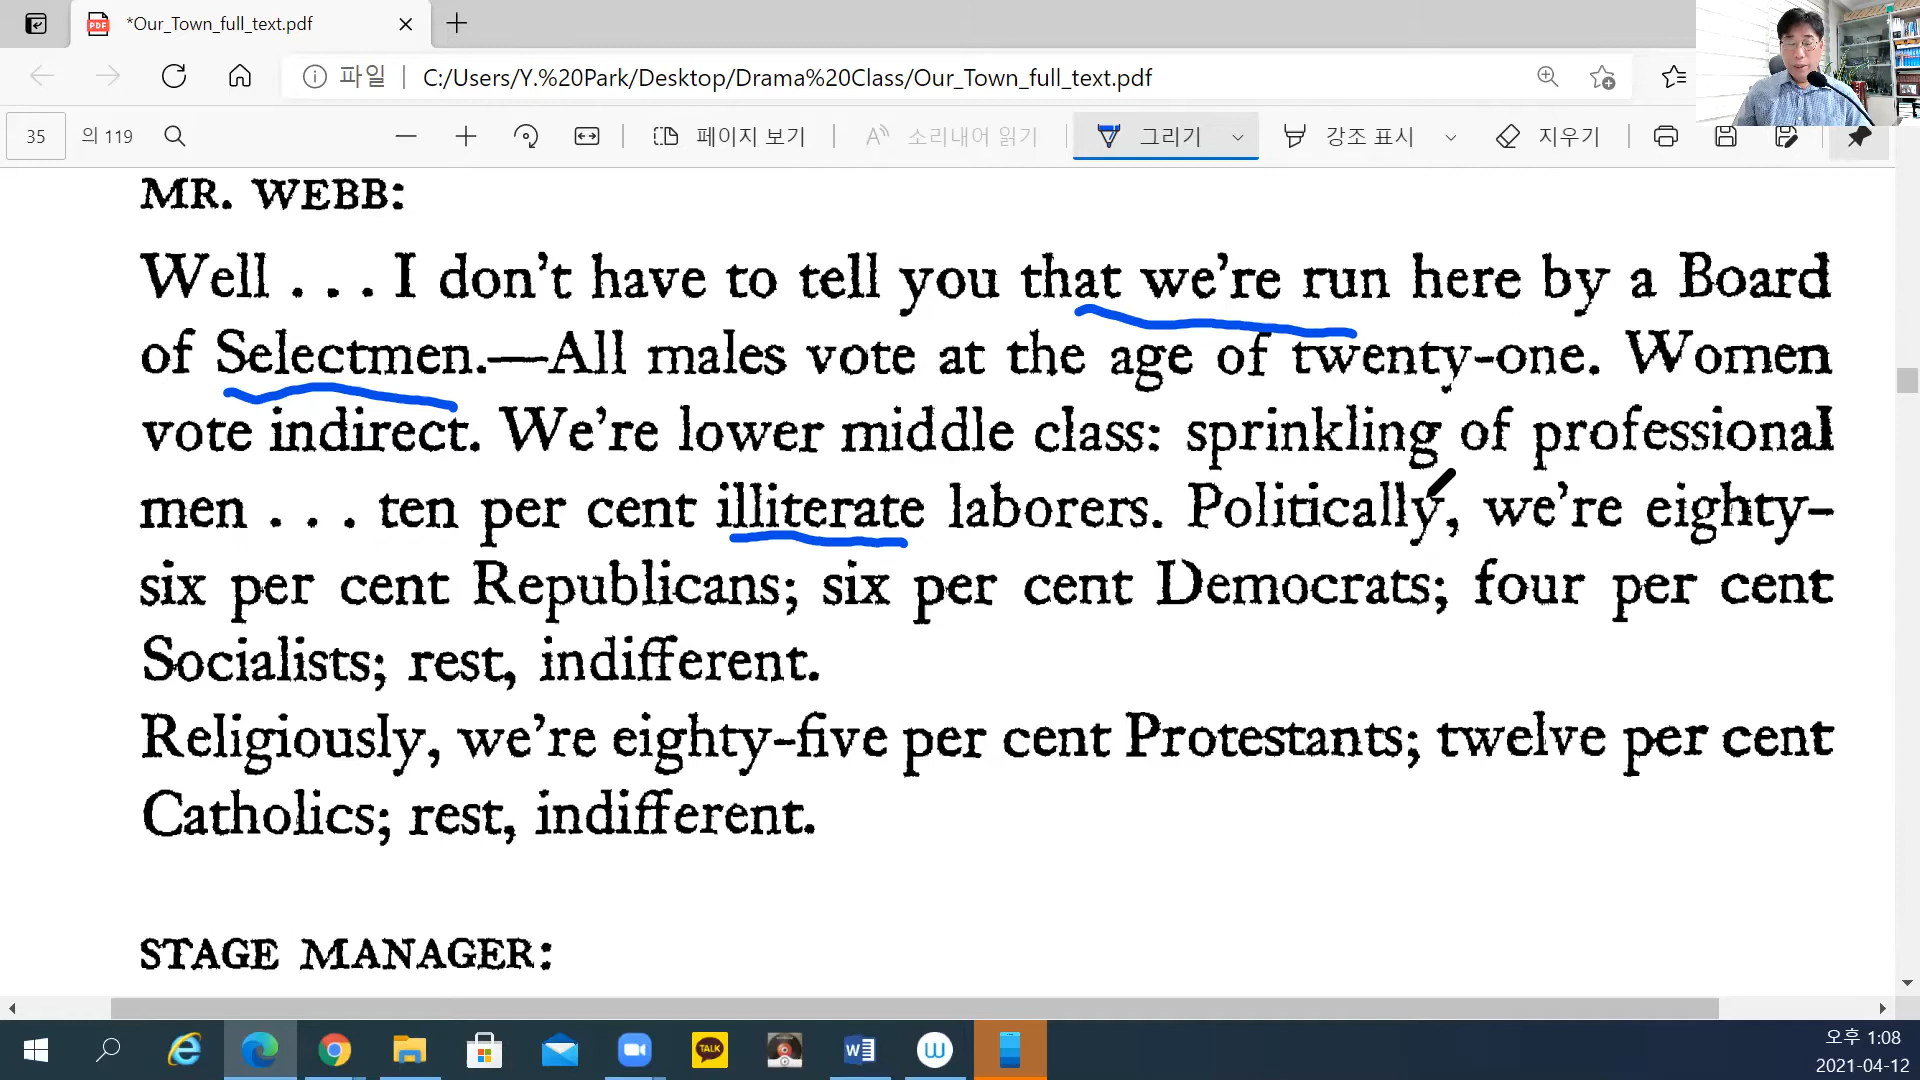 *Our_Town_full_text.pdf
파일 | C:/Users/Y.%20Park/Desktop/Drama%20Class/Our_Town_full_text.pdf
35 의 119 페이지 보기 소리내어 읽기 그리기 강조 표시 지우기
MR. WEBB:
Well . . . I don't have to tell you that we're run here by a Board
of Selectmen.—All males vote at the age of twenty-one. Women
vote indirect. We're lower middle class: sprinkling of professional
men . . . ten per cent illiterate laborers. Politically, we're eighty-
six per cent Republicans; six per cent Democrats; four per cent
Socialists; rest, indifferent.
Religiously, we're eighty-five per cent Protestants; twelve per cent
Catholics; rest, indifferent.
STAGE MANAGER:
TALK
오후 1:08
2021-04-12